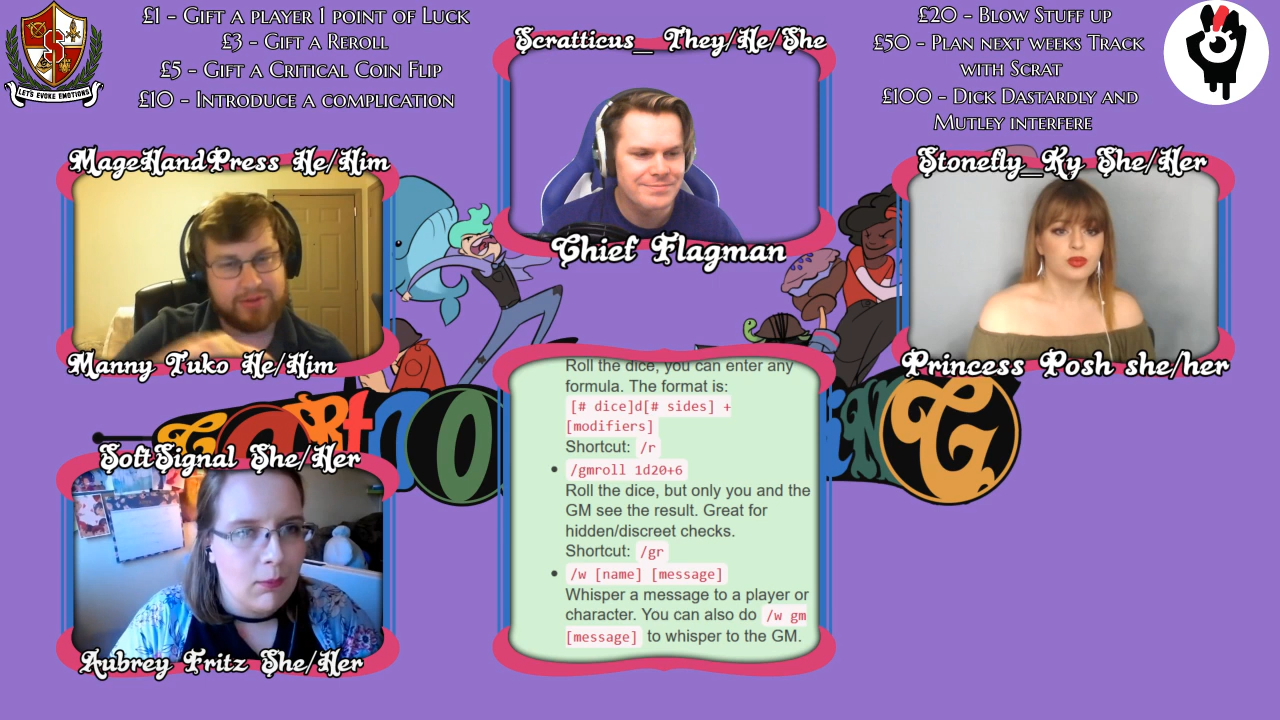 £1 - Gift a player 1 point of Luck
£3 - Gift a Reroll
£5 - Gift a Critical Coin Flip
£10 - Introduce a complication
LET'S EVOKE EMOTIONS
£20 - Blow Stuff up
£50 - Plan next weeks Track
with Scrat
£100 - Dick Dastardly and
Mutley interfere
Scratticus_ They/He/She
Chief Flagman
MageHandPress He/Him
Manny Tuko He/Him
Stonefly_Ky She/Her
Princess Posh she/her
SoftSignal She/Her
Aubrey Fritz She/Her
Roll the dice, you can enter any
formula. The format is:
[# dice]d[# sides] +
[modifiers]
Shortcut: /r
• /gmroll 1d20+6
Roll the dice, but only you and the
GM see the result. Great for
hidden/discreet checks.
Shortcut: /gr
• /w [name] [message]
Whisper a message to a player or
character. You can also do /w gm
[message] to whisper to the GM.